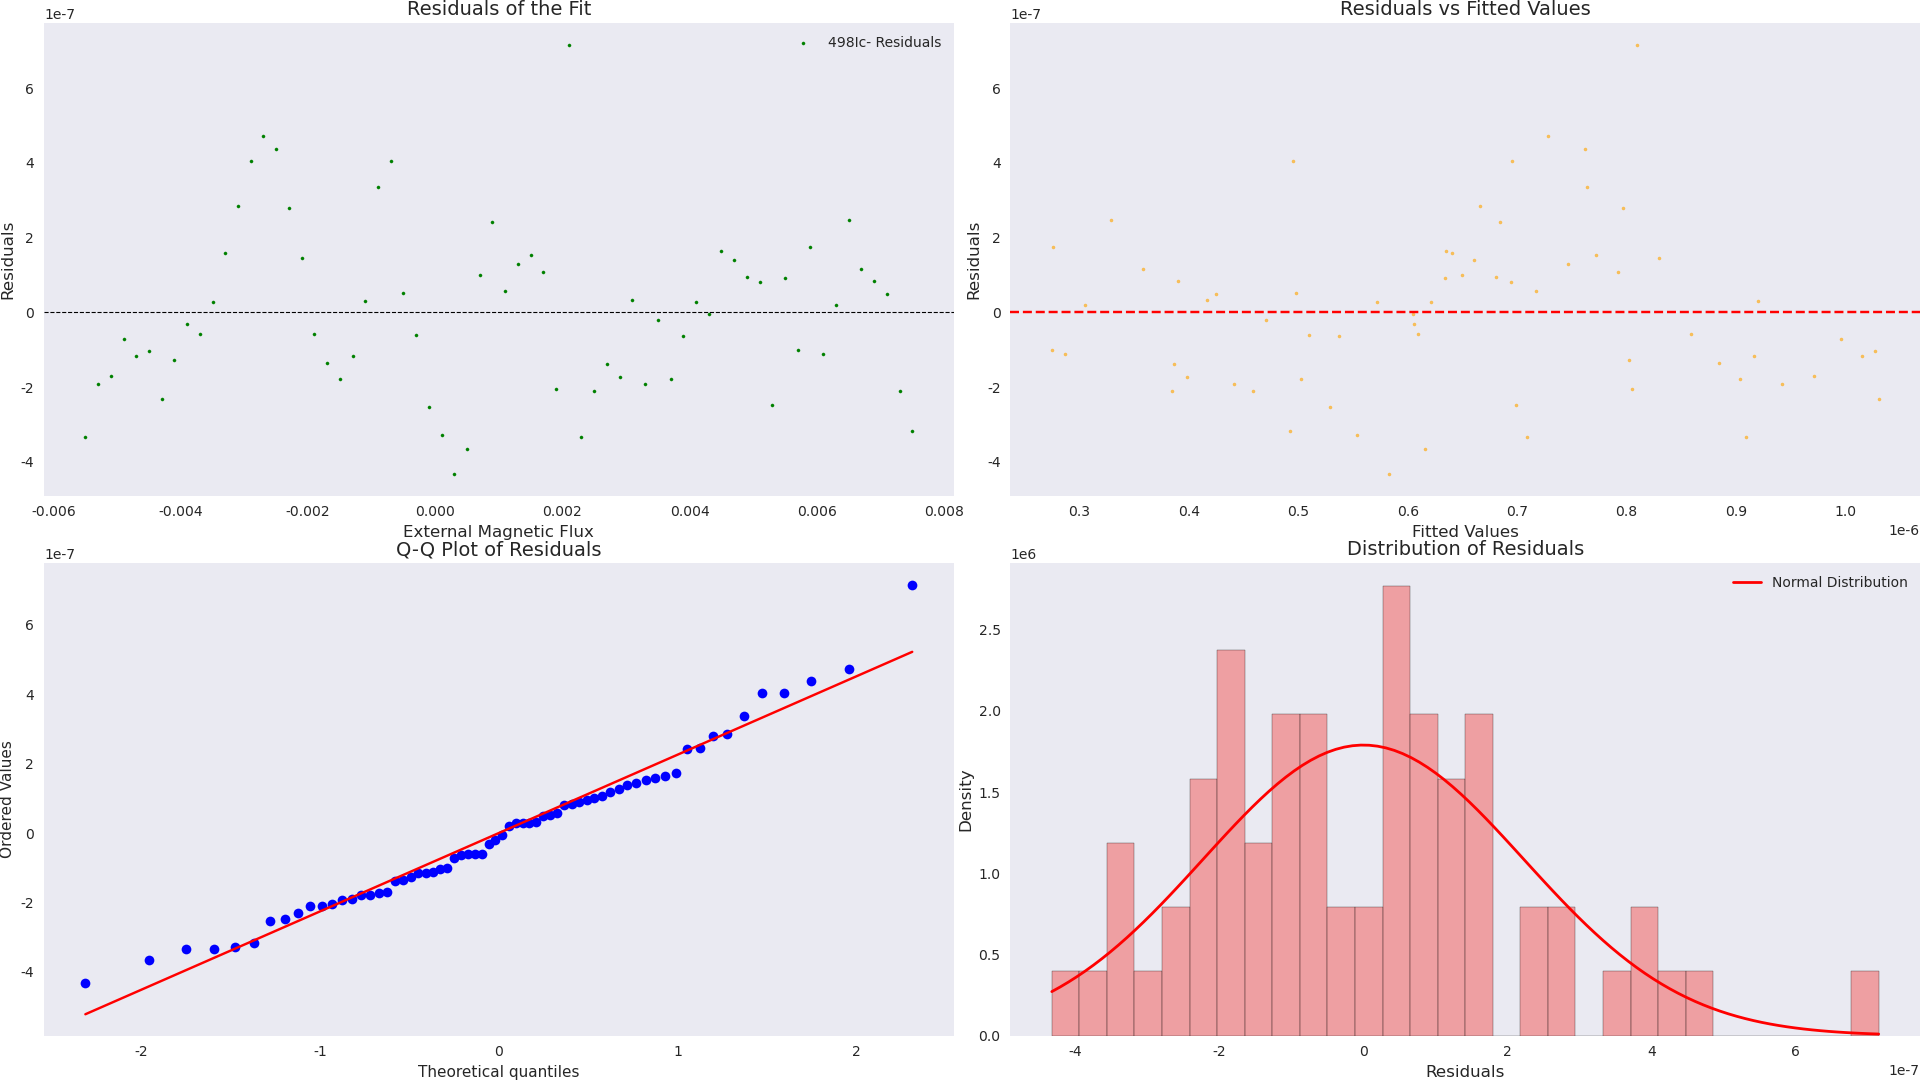 Residuals of the Fit
1e-7
498Ic- Residuals
6
4
2
0
-2
-4
Residuals
-0.006 -0.004 -0.002 0.000 0.002 0.004 0.006 0.008
External Magnetic Flux
Residuals vs Fitted Values
1e-7
6
4
2
0
-2
-4
Residuals
0.3 0.4 0.5 0.6 0.7 0.8 0.9 1.0
1e-6
Fitted Values
Q-Q Plot of Residuals
1e-7
6
4
2
0
-2
-4
Ordered Values
-2 -1 0 1 2
Theoretical quantiles
Distribution of Residuals
1e6
Normal Distribution
2.5
2.0
1.5
1.0
0.5
0.0
Density
-4 -2 0 2 4 6
1e-7
Residuals